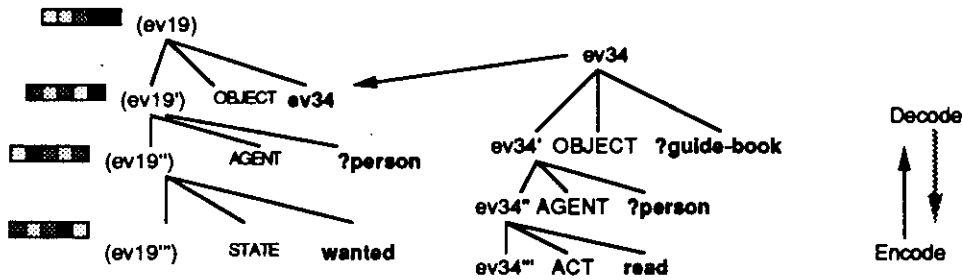 (ev19)
ev34
(ev19') OBJECT ev34
Decode
(ev19'') AGENT ?person
ev34' OBJECT ?guide-book
ev34'' AGENT ?person
(ev19''') STATE wanted
Encode
ev34''' ACT read